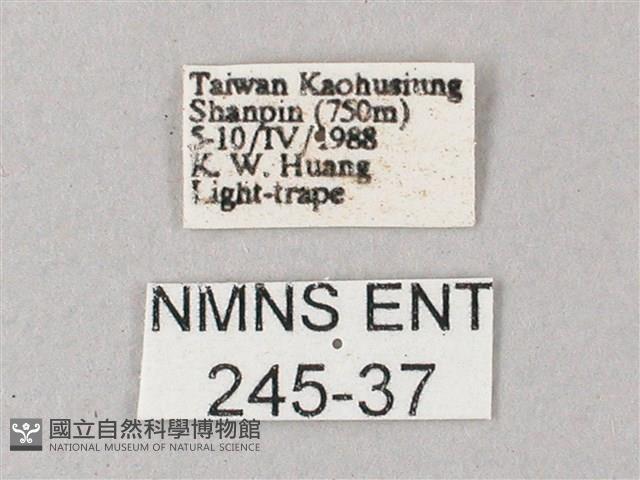 Taiwan Kaohusiung
Shanpin (750m)
5-10/IV/1988
K. W. Huang
Light-trape
NMNS ENT
245-37
國立自然科學博物館
NATIONAL MUSEUM OF NATURAL SCIENCE